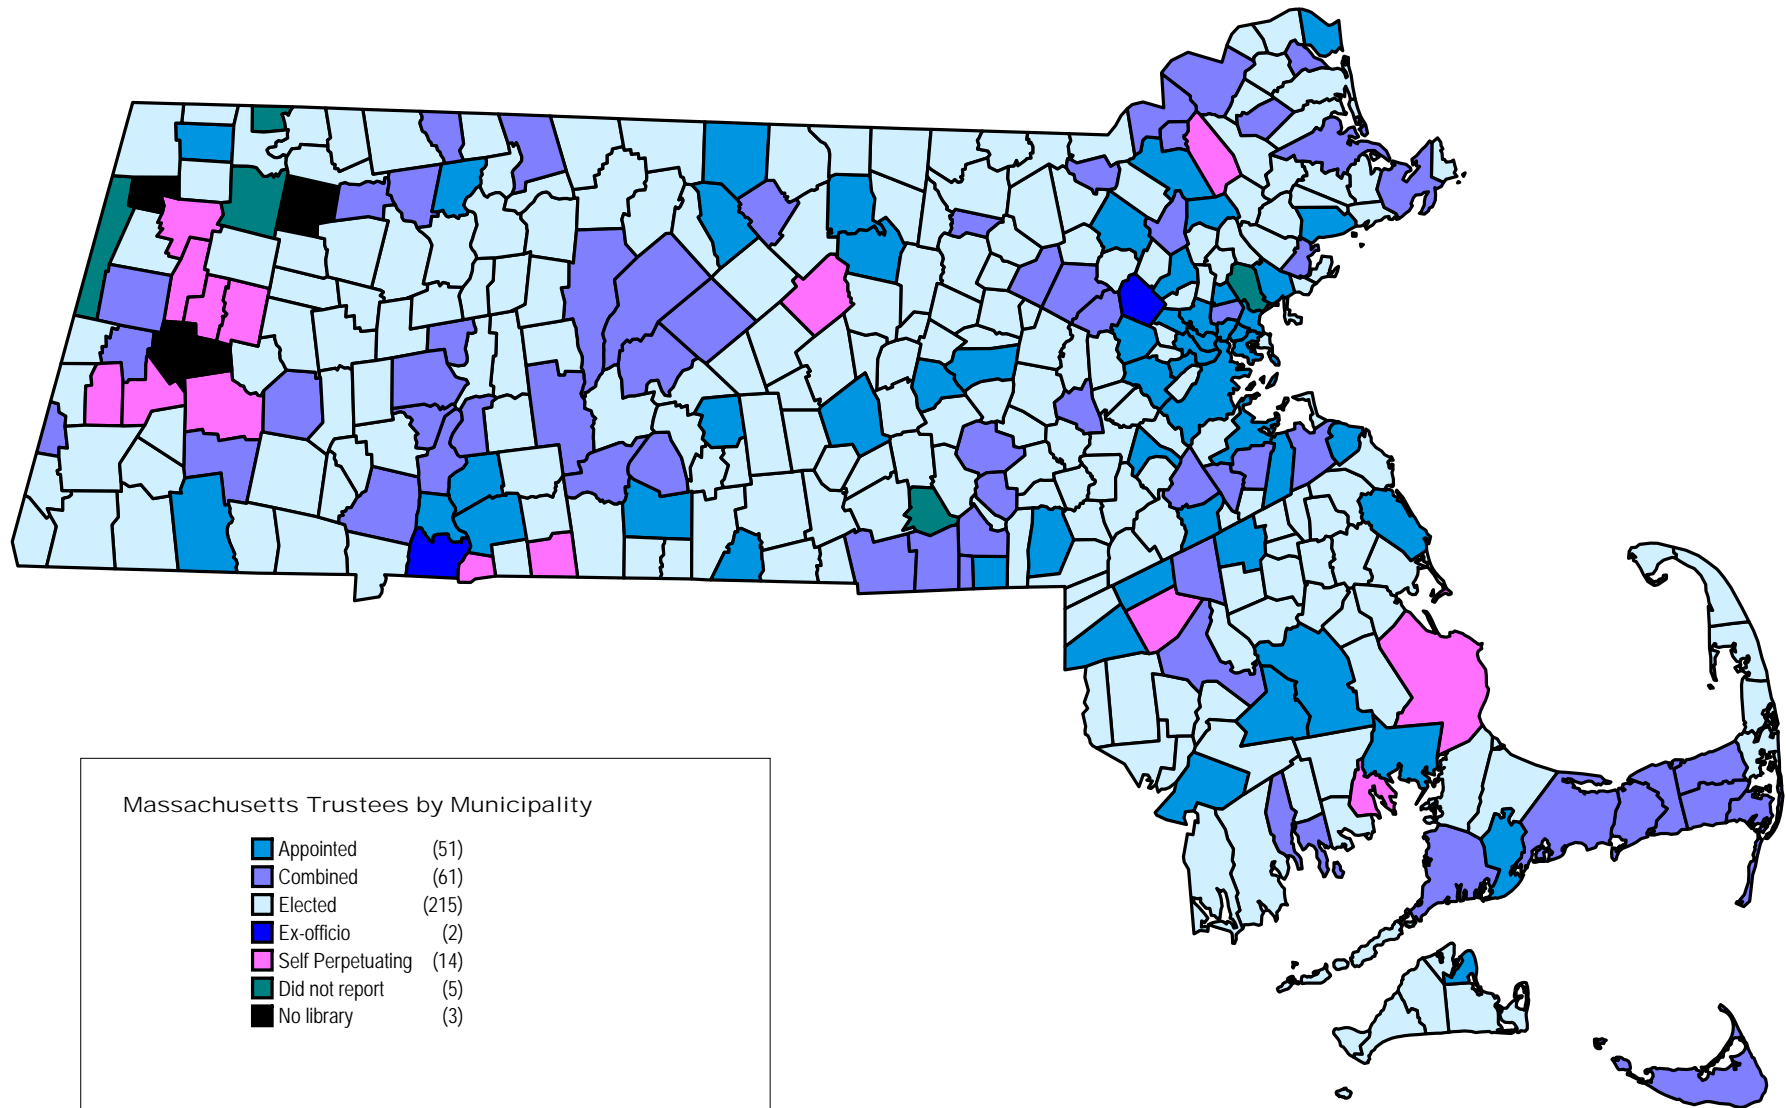 Massachusetts Trustees by Municipality
Appointed (51)
Combined (61)
Elected (215)
Ex-officio (2)
Self Perpetuating (14)
Did not report (5)
No library (3)